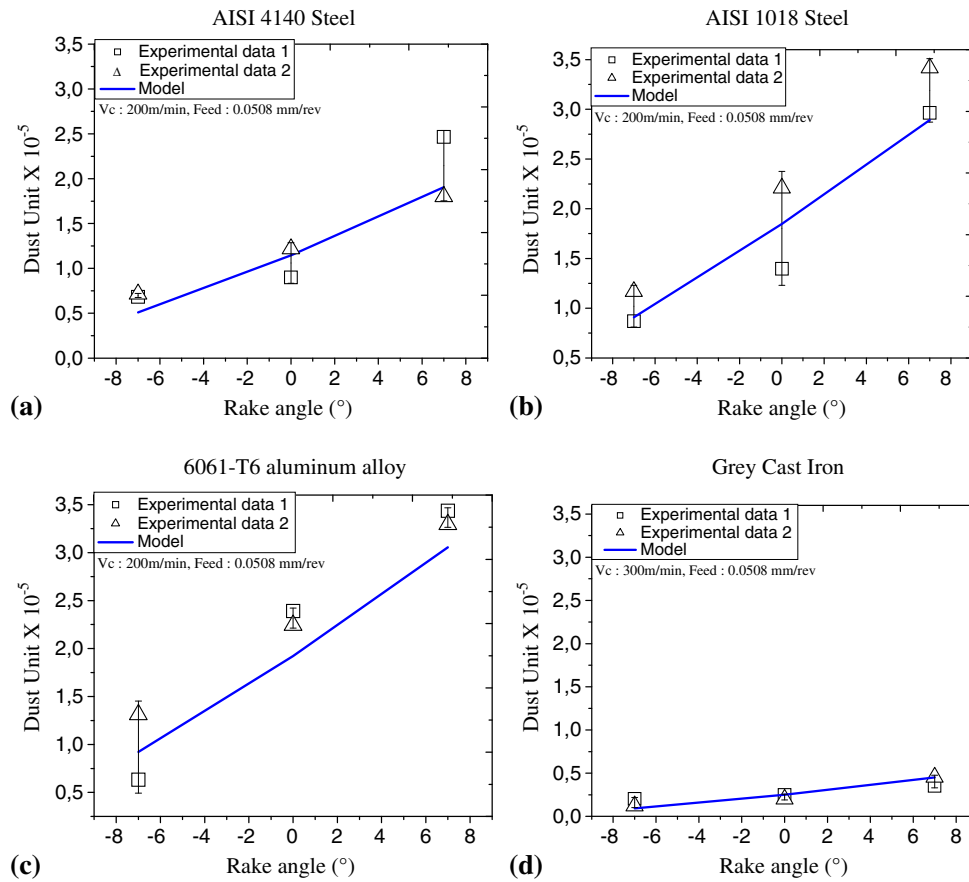 AISI 4140 Steel
3,5
3,0
2,5
2,0
1,5
1,0
0,5
0,0
Dust Unit X 10⁻⁵
Experimental data 1
Experimental data 2
Model
Vc : 200m/min, Feed : 0.0508 mm/rev
-8 -6 -4 -2 0 2 4 6 8
Rake angle (°)
(a)
AISI 1018 Steel
3,5
3,0
2,5
2,0
1,5
1,0
0,5
Dust Unit X 10⁻⁵
Experimental data 1
Experimental data 2
Model
Vc : 200m/min, Feed : 0.0508 mm/rev
-8 -6 -4 -2 0 2 4 6 8
Rake angle (°)
(b)
6061-T6 aluminum alloy
3,5
3,0
2,5
2,0
1,5
1,0
0,5
Dust Unit X 10⁻⁵
Experimental data 1
Experimental data 2
Model
Vc : 200m/min, Feed : 0.0508 mm/rev
-8 -6 -4 -2 0 2 4 6 8
Rake angle (°)
(c)
Grey Cast Iron
3,5
3,0
2,5
2,0
1,5
1,0
0,5
0,0
Dust Unit X 10⁻⁵
Experimental data 1
Experimental data 2
Model
Vc : 300m/min, Feed : 0.0508 mm/rev
-8 -6 -4 -2 0 2 4 6 8
Rake angle (°)
(d)